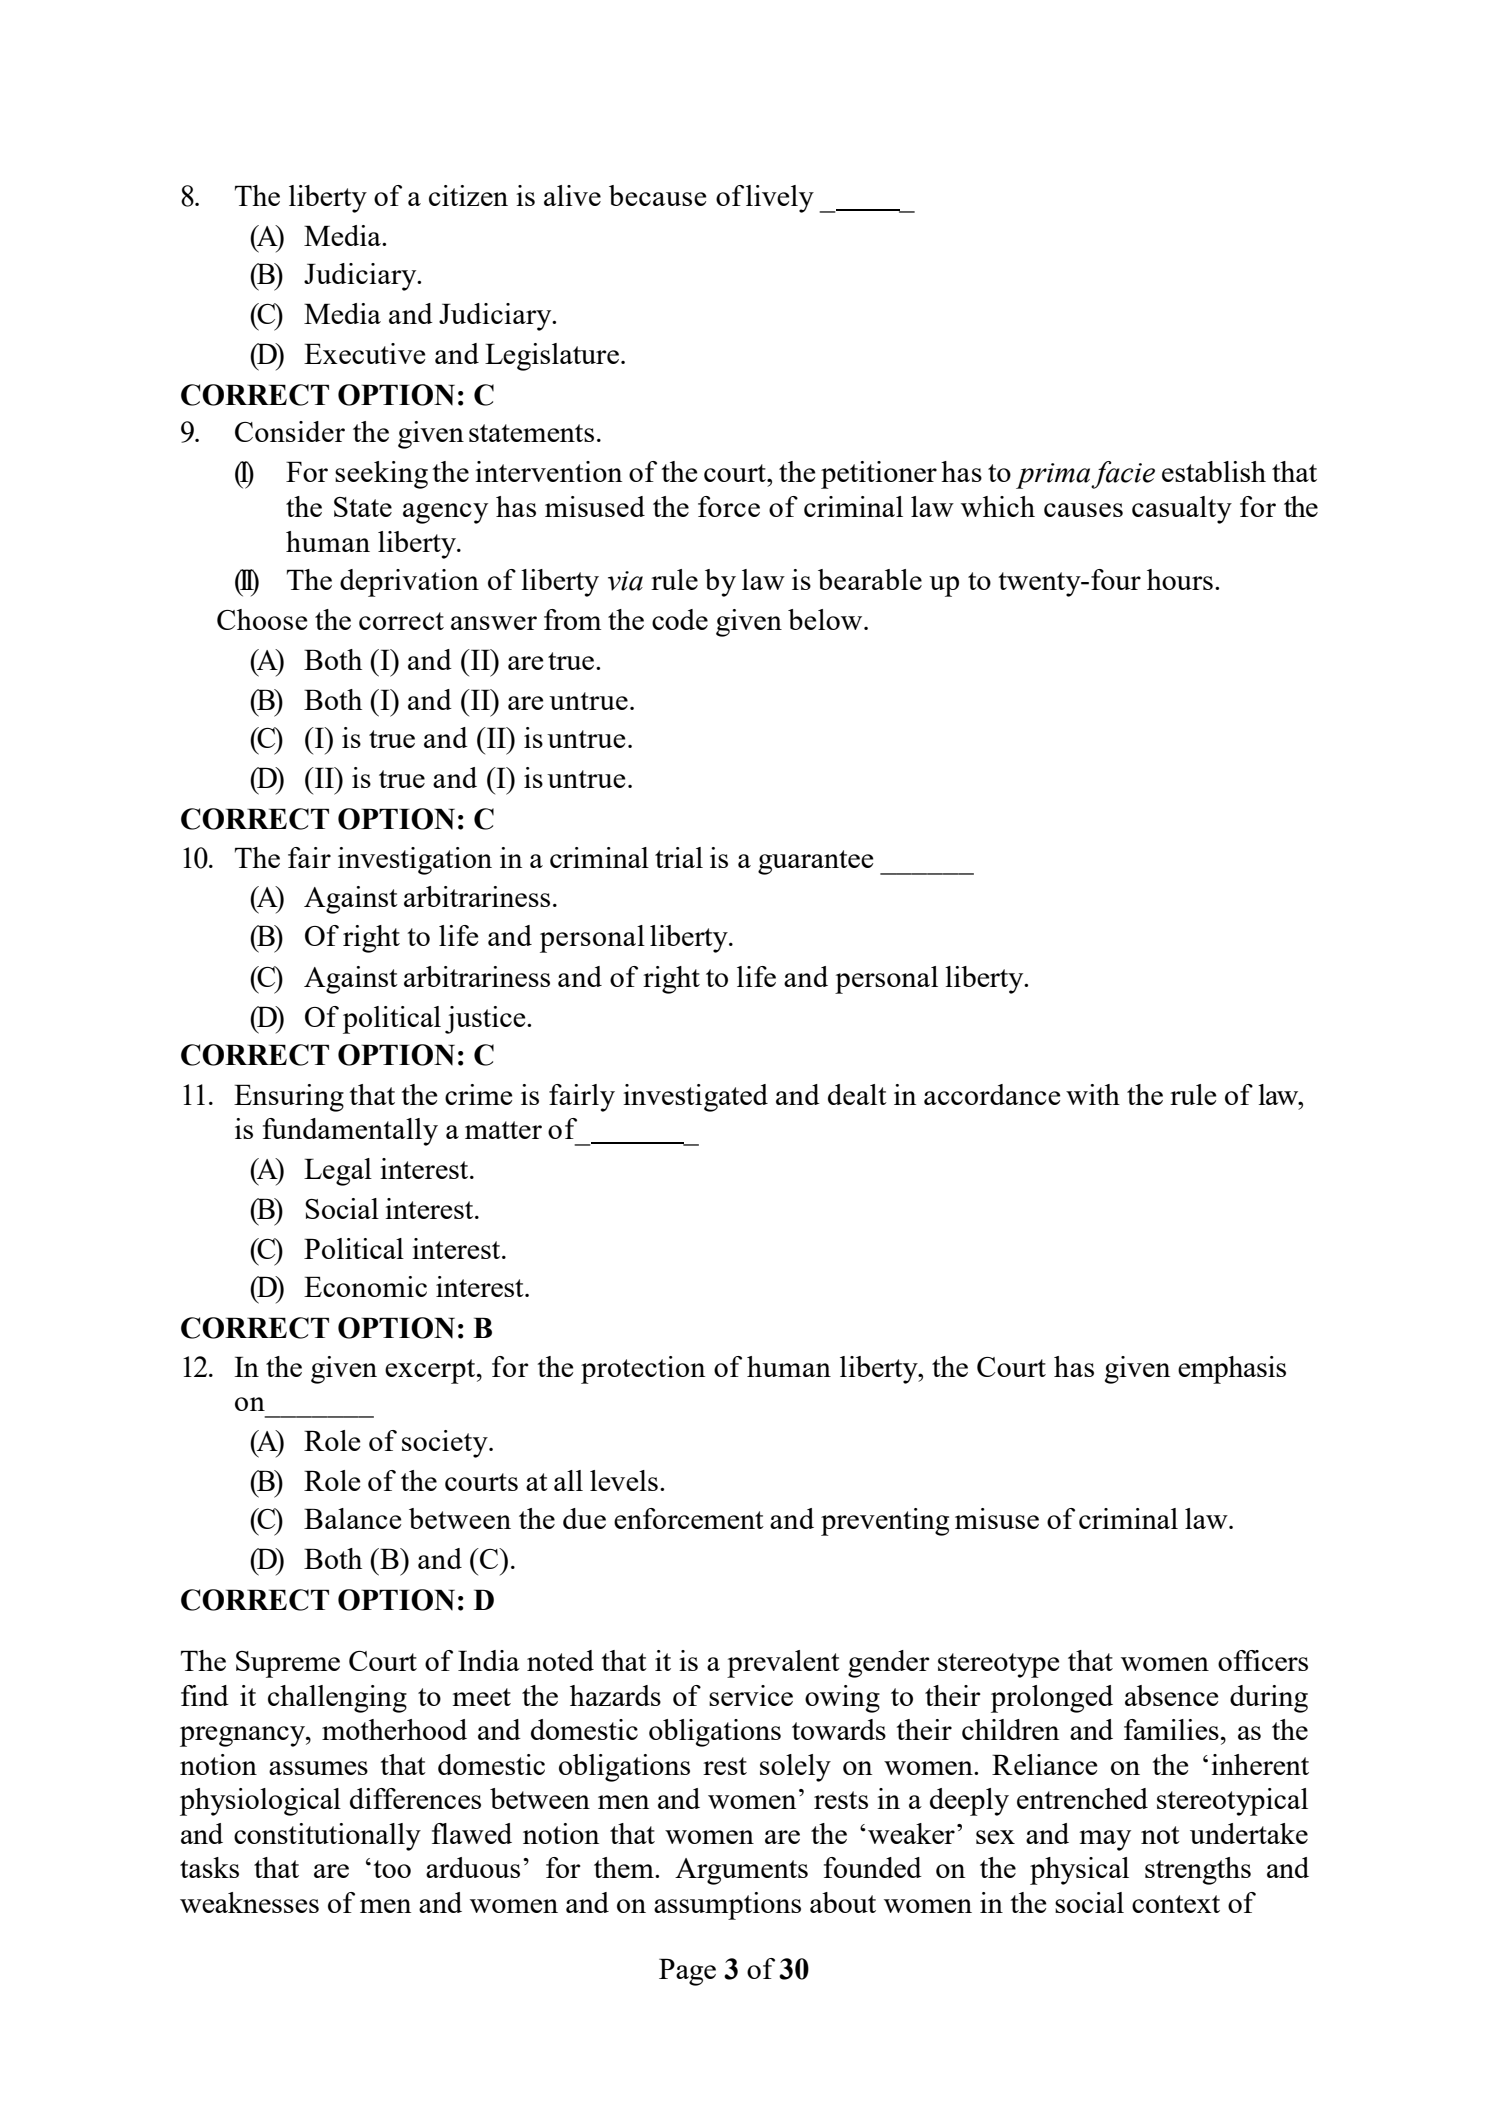 8. The liberty of a citizen is alive because of lively _______
(A) Media.
(B) Judiciary.
(C) Media and Judiciary.
(D) Executive and Legislature.
CORRECT OPTION: C
9. Consider the given statements.
(I) For seeking the intervention of the court, the petitioner has to prima facie establish that
the State agency has misused the force of criminal law which causes casualty for the
human liberty.
(II) The deprivation of liberty via rule by law is bearable up to twenty-four hours.
Choose the correct answer from the code given below.
(A) Both (I) and (II) are true.
(B) Both (I) and (II) are untrue.
(C) (I) is true and (II) is untrue.
(D) (II) is true and (I) is untrue.
CORRECT OPTION: C
10. The fair investigation in a criminal trial is a guarantee ______
(A) Against arbitrariness.
(B) Of right to life and personal liberty.
(C) Against arbitrariness and of right to life and personal liberty.
(D) Of political justice.
CORRECT OPTION: C
11. Ensuring that the crime is fairly investigated and dealt in accordance with the rule of law,
is fundamentally a matter of ________
(A) Legal interest.
(B) Social interest.
(C) Political interest.
(D) Economic interest.
CORRECT OPTION: B
12. In the given excerpt, for the protection of human liberty, the Court has given emphasis
on_______
(A) Role of society.
(B) Role of the courts at all levels.
(C) Balance between the due enforcement and preventing misuse of criminal law.
(D) Both (B) and (C).
CORRECT OPTION: D
The Supreme Court of India noted that it is a prevalent gender stereotype that women officers
find it challenging to meet the hazards of service owing to their prolonged absence during
pregnancy, motherhood and domestic obligations towards their children and families, as the
notion assumes that domestic obligations rest solely on women. Reliance on the ‘inherent
physiological differences between men and women’ rests in a deeply entrenched stereotypical
and constitutionally flawed notion that women are the ‘weaker’ sex and may not undertake
tasks that are ‘too arduous’ for them. Arguments founded on the physical strengths and
weaknesses of men and women and on assumptions about women in the social context of
Page 3 of 30